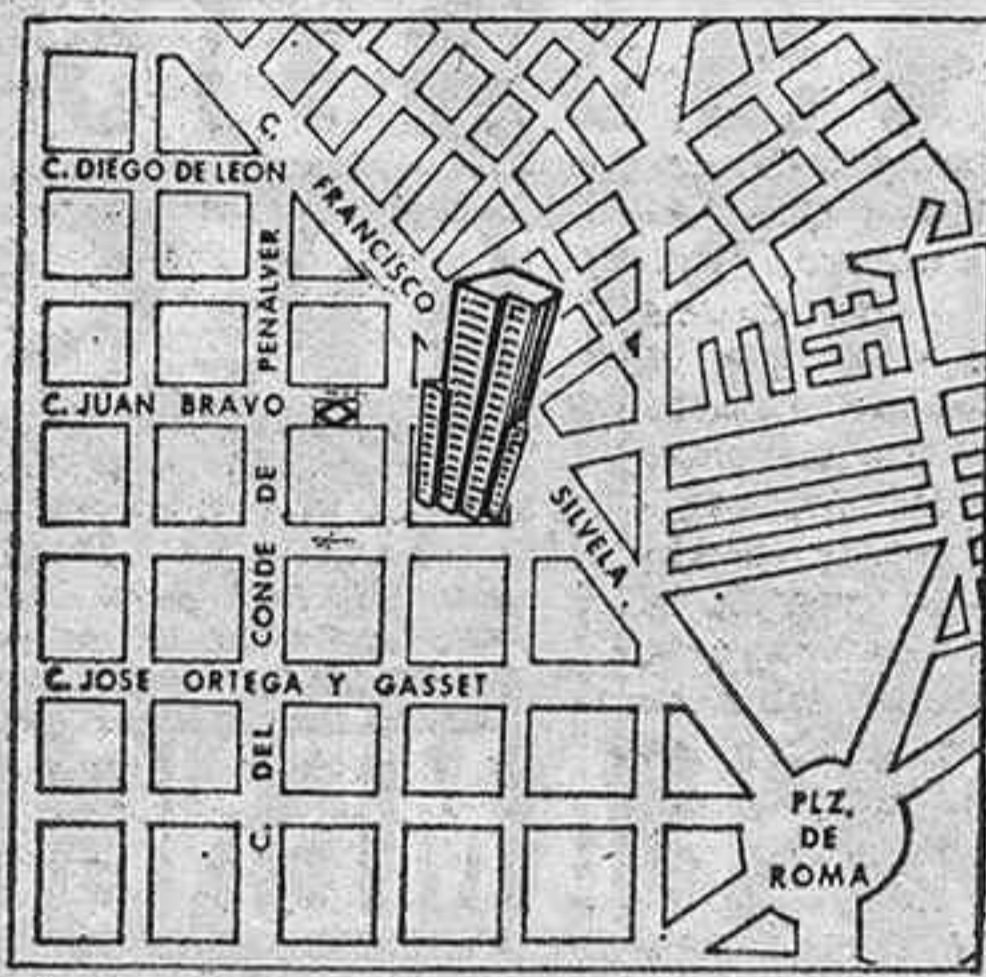 C. DIEGO DE LEON
C. FRANCISCO SILVELA.
C. JUAN BRAVO
C. DEL CONDE DE PENALVER
C. JOSE ORTEGA Y GASSET
PLZ.
DE
ROMA